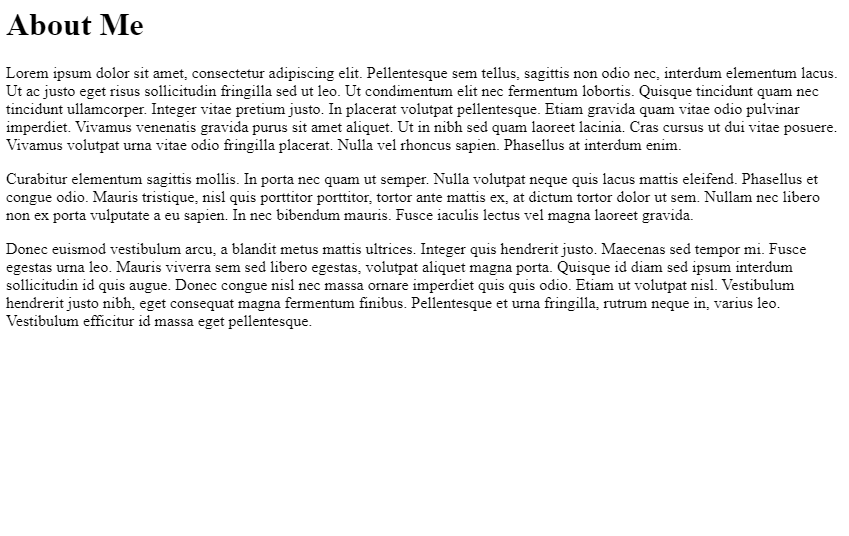 About Me
Lorem ipsum dolor sit amet, consectetur adipiscing elit. Pellentesque sem tellus, sagittis non odio nec, interdum elementum lacus.
Ut ac justo eget risus sollicitudin fringilla sed ut leo. Ut condimentum elit nec fermentum lobortis. Quisque tincidunt quam nec
tincidunt ullamcorper. Integer vitae pretium justo. In placerat volutpat pellentesque. Etiam gravida quam vitae odio pulvinar
imperdiet. Vivamus venenatis gravida purus sit amet aliquet. Ut in nibh sed quam laoreet lacinia. Cras cursus ut dui vitae posuere.
Vivamus volutpat urna vitae odio fringilla placerat. Nulla vel rhoncus sapien. Phasellus at interdum enim.
Curabitur elementum sagittis mollis. In porta nec quam ut semper. Nulla volutpat neque quis lacus mattis eleifend. Phasellus et
congue odio. Mauris tristique, nisl quis porttitor porttitor, tortor ante mattis ex, at dictum tortor dolor ut sem. Nullam nec libero
non ex porta vulputate a eu sapien. In nec bibendum mauris. Fusce iaculis lectus vel magna laoreet gravida.
Donec euismod vestibulum arcu, a blandit metus mattis ultrices. Integer quis hendrerit justo. Maecenas sed tempor mi. Fusce
egestas urna leo. Mauris viverra sem sed libero egestas, volutpat aliquet magna porta. Quisque id diam sed ipsum interdum
sollicitudin id quis augue. Donec congue nisl nec massa ornare imperdiet quis quis odio. Etiam ut volutpat nisl. Vestibulum
hendrerit justo nibh, eget consequat magna fermentum finibus. Pellentesque et urna fringilla, rutrum neque in, varius leo.
Vestibulum efficitur id massa eget pellentesque.